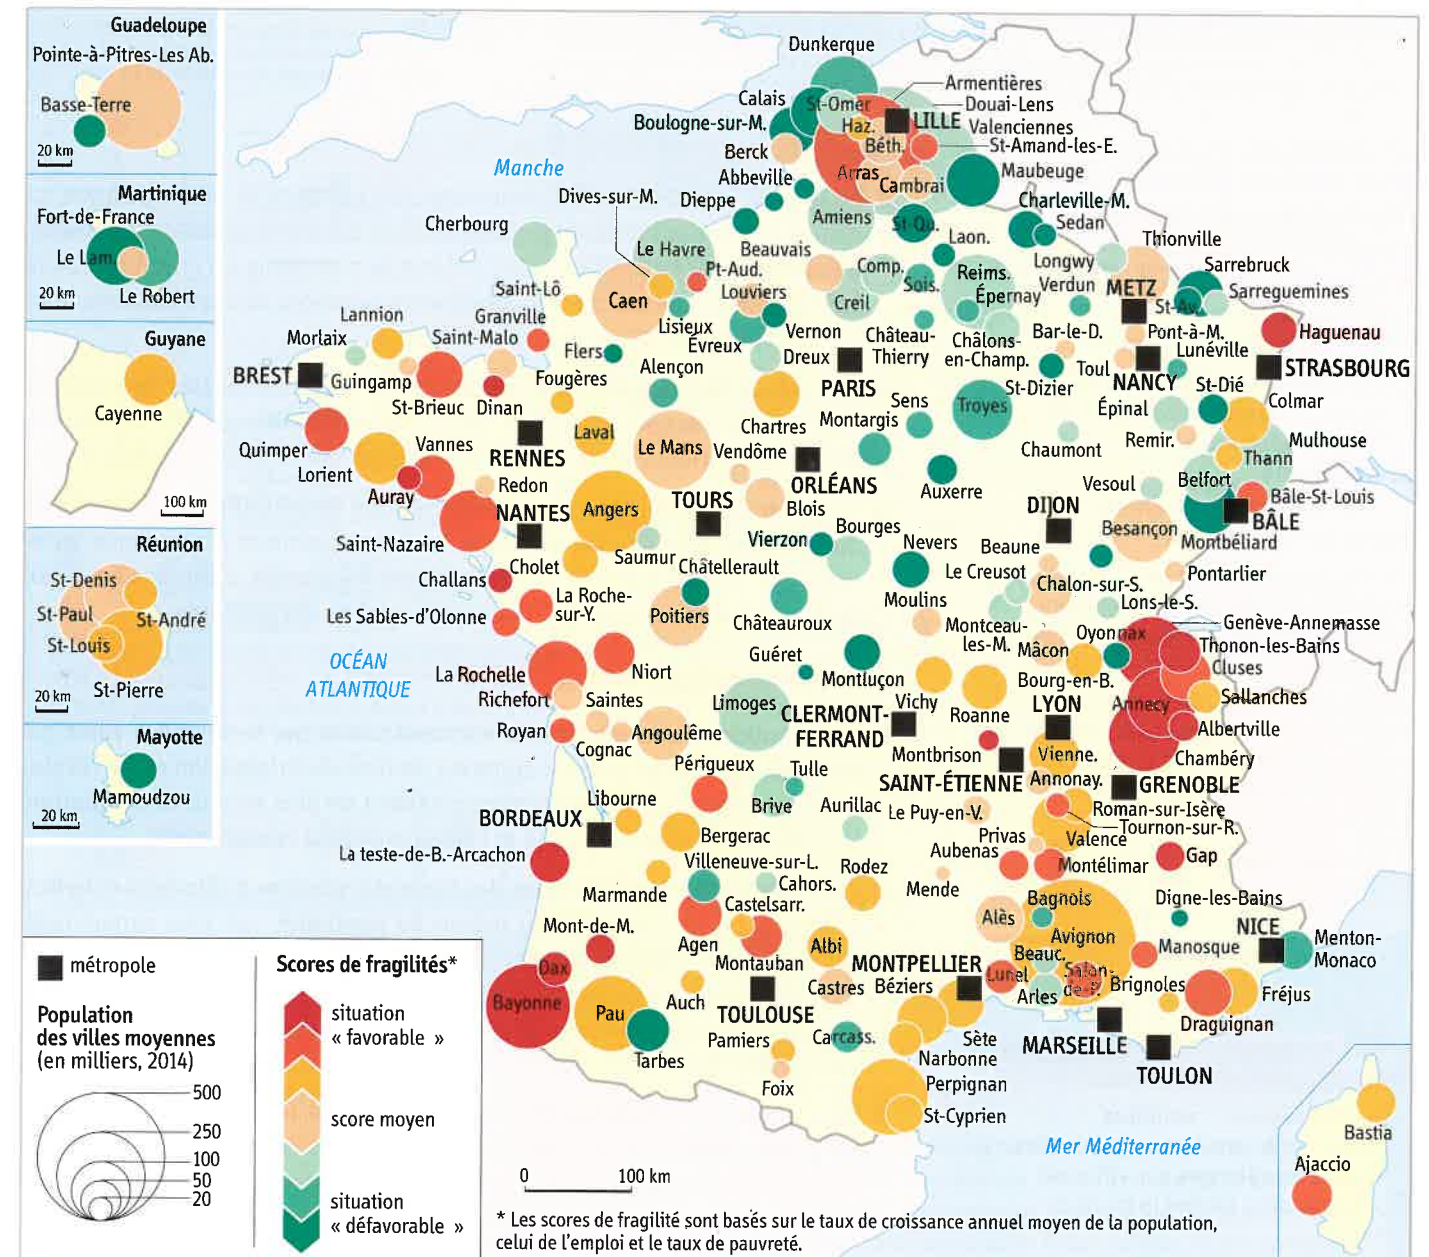 Guadeloupe
Pointe-à-Pitres-Les Ab.
Basse-Terre
20 km
Martinique
Fort-de-France
Le Lam.
Le Robert
20 km
Guyane
Cayenne
100 km
Réunion
St-Denis
St-Paul
St-André
St-Louis
St-Pierre
20 km
Mayotte
Mamoudzou
20 km
Manche
OCÉAN
ATLANTIQUE
Mer Méditerranée
Dunkerque
Calais
St-Omer
Armentières
Douai-Lens
Boulogne-sur-M.
Haz.
LILLE
Valenciennes
Béth.
St-Amand-les-E.
Berck
Arras
Cambrai
Maubeuge
Abbeville
Dives-sur-M.
Dieppe
Amiens
St-Qu.
Charleville-M.
Sedan
Cherbourg
Le Havre
Beauvais
Laon.
Thionville
Pt-Aud.
Comp.
Sois.
Reims.
Longwy
Sarrebruck
Saint-Lô
Caen
Louviers
Creil
Épernay
Verdun
METZ
St-Av.
Sarreguemines
Lannion
Granville
Lisieux
Évreux
Vernon
Château-
Thierry
Châlons-
en-Champ.
Bar-le-D.
Pont-à-M.
Haguenau
Morlaix
Saint-Malo
Flers
Dreux
Lunéville
BREST
Guingamp
Fougères
Alençon
PARIS
St-Dizier
Toul
NANCY
STRASBOURG
St-Brieuc
Dinan
Chartres
Montargis
Sens
Troyes
Épinal
St-Dié
Colmar
Quimper
Vannes
RENNES
Laval
Le Mans
Vendôme
Chaumont
Remir.
Mulhouse
Thann
Lorient
Auray
Redon
ORLÉANS
Auxerre
Vesoul
Belfort
Bâle-St-Louis
NANTES
Angers
TOURS
Blois
DIJON
BÂLE
Saint-Nazaire
Saumur
Vierzon
Bourges
Nevers
Beaune
Besançon
Montbéliard
Challans
Cholet
Châtellerault
Le Creusot
Chalon-sur-S.
Pontarlier
Les Sables-d'Olonne
La Roche-
sur-Y.
Poitiers
Châteauroux
Moulins
Montceau-
les-M.
Lons-le-S.
Genève-Annemasse
Guéret
Mâcon
Oyonnax
Thonon-les-Bains
Cluses
La Rochelle
Niort
Montluçon
Bourg-en-B.
Richefort
Saintes
Limoges
CLERMONT-
FERRAND
Vichy
Roanne
LYON
Annecy
Sallanches
Royan
Cognac
Angoulême
Montbrison
Vienne.
Albertville
Chambéry
Périgueux
Tulle
SAINT-ÉTIENNE
Annonay.
GRENOBLE
Libourne
Brive
Aurillac
Le Puy-en-V.
Roman-sur-Isère
Tournon-sur-R.
BORDEAUX
Bergerac
Privas
Valence
La teste-de-B.-Arcachon
Villeneuve-sur-L.
Rodez
Aubenas
Montélimar
Gap
Marmande
Cahors.
Mende
Bagnols
Digne-les-Bains
Castelsarr.
Mont-de-M.
Agen
Albi
Alès
Avignon
NICE
Menton-
Monaco
Dax
Montauban
MONTPELLIER
Beauc.
Manosque
Bayonne
Pau
Auch
TOULOUSE
Castres
Béziers
Lunel
Salon-
de-P.
Arles
Brignoles
Fréjus
Tarbes
Pamiers
Carcass.
Sète
Draguignan
Foix
Narbonne
MARSEILLE
TOULON
Perpignan
St-Cyprien
Bastia
Ajaccio
métropole
Population
des villes moyennes
(en milliers, 2014)
500
250
100
50
20
Scores de fragilités*
situation
« favorable »
score moyen
situation
« défavorable »
0 100 km
* Les scores de fragilité sont basés sur le taux de croissance annuel moyen de la population,
celui de l'emploi et le taux de pauvreté.